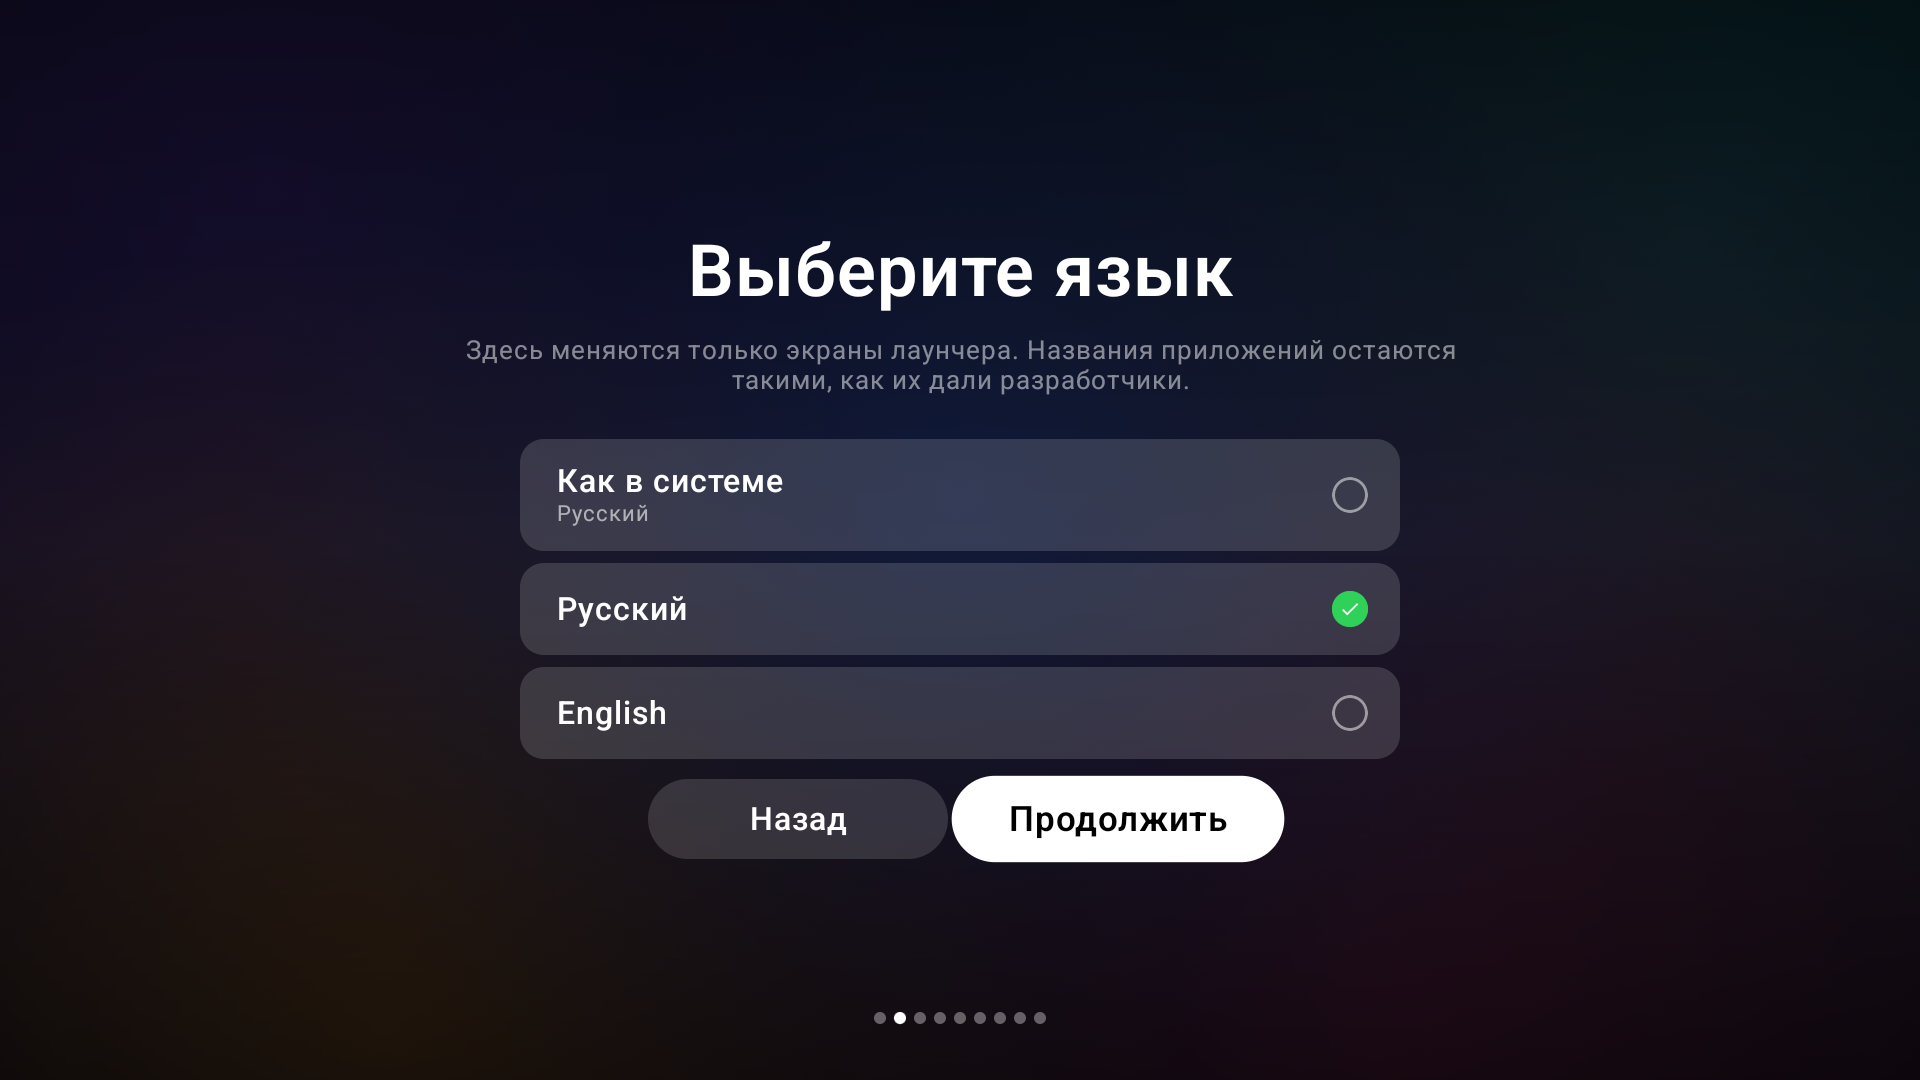 Выберите язык
Здесь меняются только экраны лаунчера. Названия приложений остаются
такими, как их дали разработчики.
Как в системе
Русский
Русский
English
Назад
Продолжить